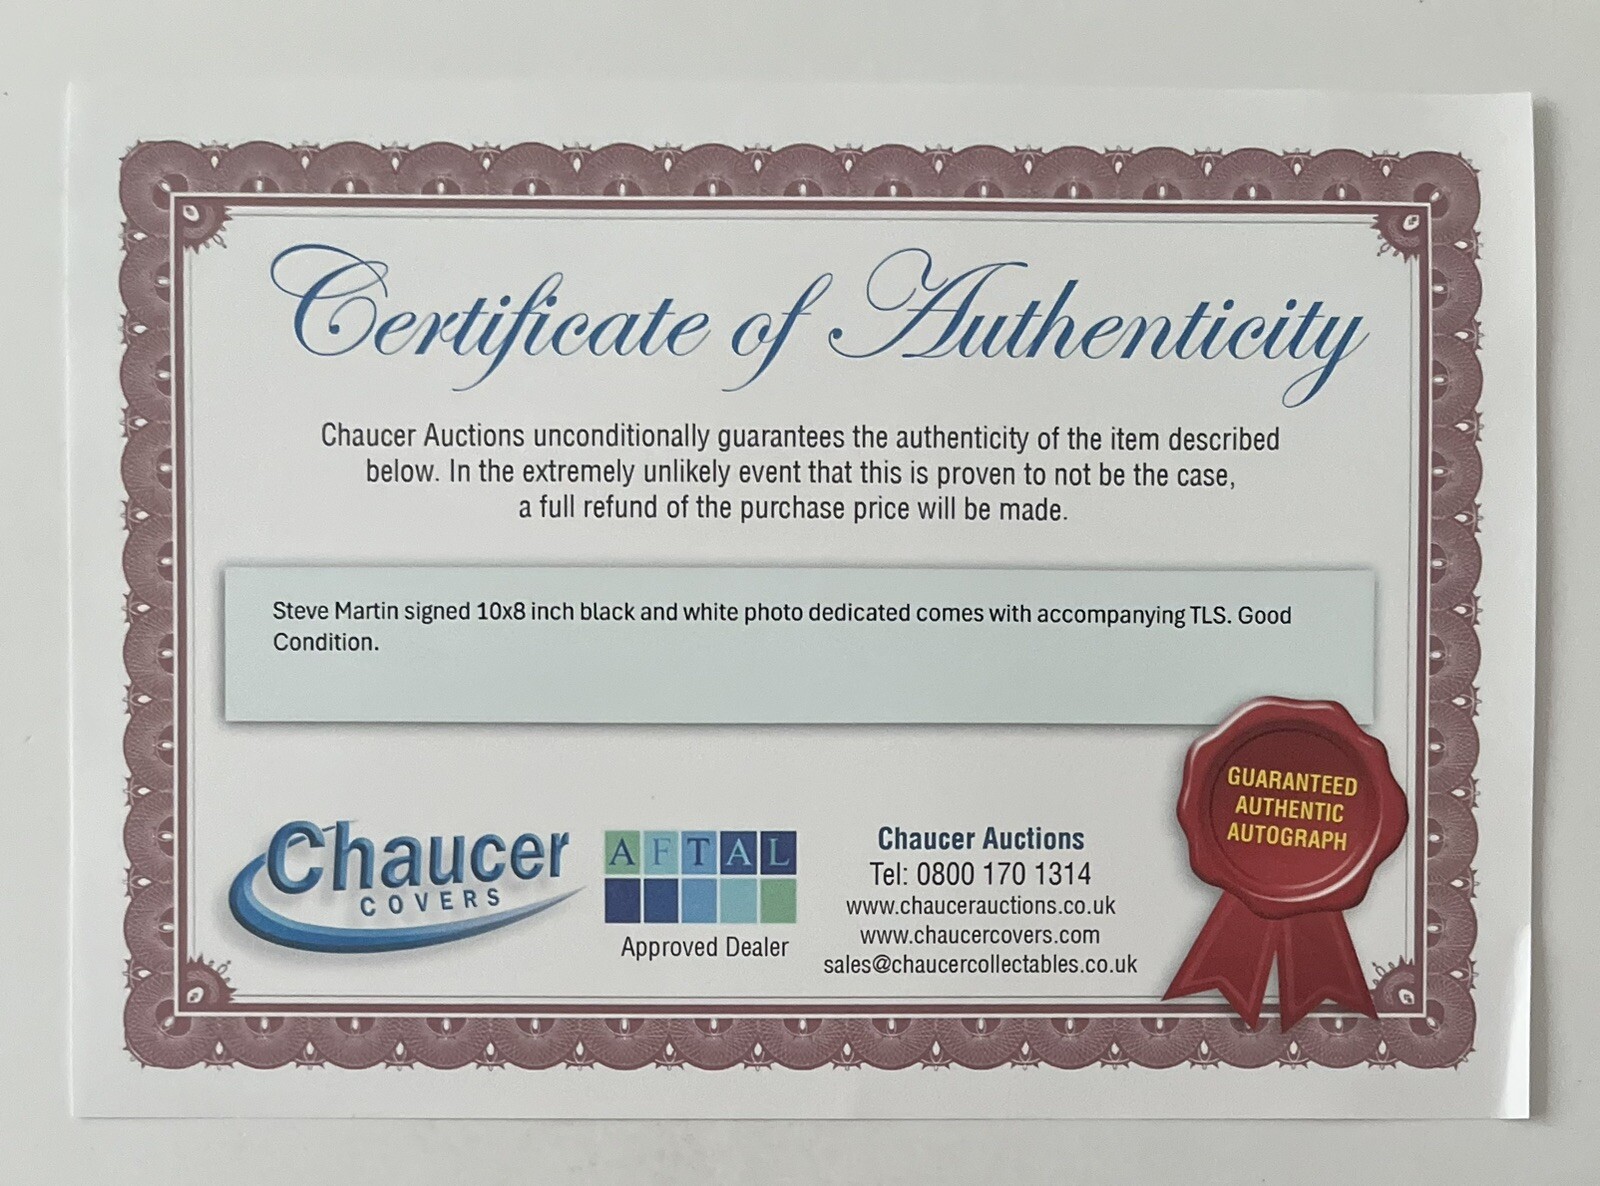 Certificate of Authenticity
Chaucer Auctions unconditionally guarantees the authenticity of the item described
below. In the extremely unlikely event that this is proven to not be the case,
a full refund of the purchase price will be made.
Steve Martin signed 10x8 inch black and white photo dedicated comes with accompanying TLS. Good
Condition.
Chaucer
COVERS
AFTAL
Approved Dealer
Chaucer Auctions
Tel: 0800 170 1314
www.chaucerauctions.co.uk
www.chaucercovers.com
sales@chaucercollectables.co.uk
GUARANTEED
AUTHENTIC
AUTOGRAPH